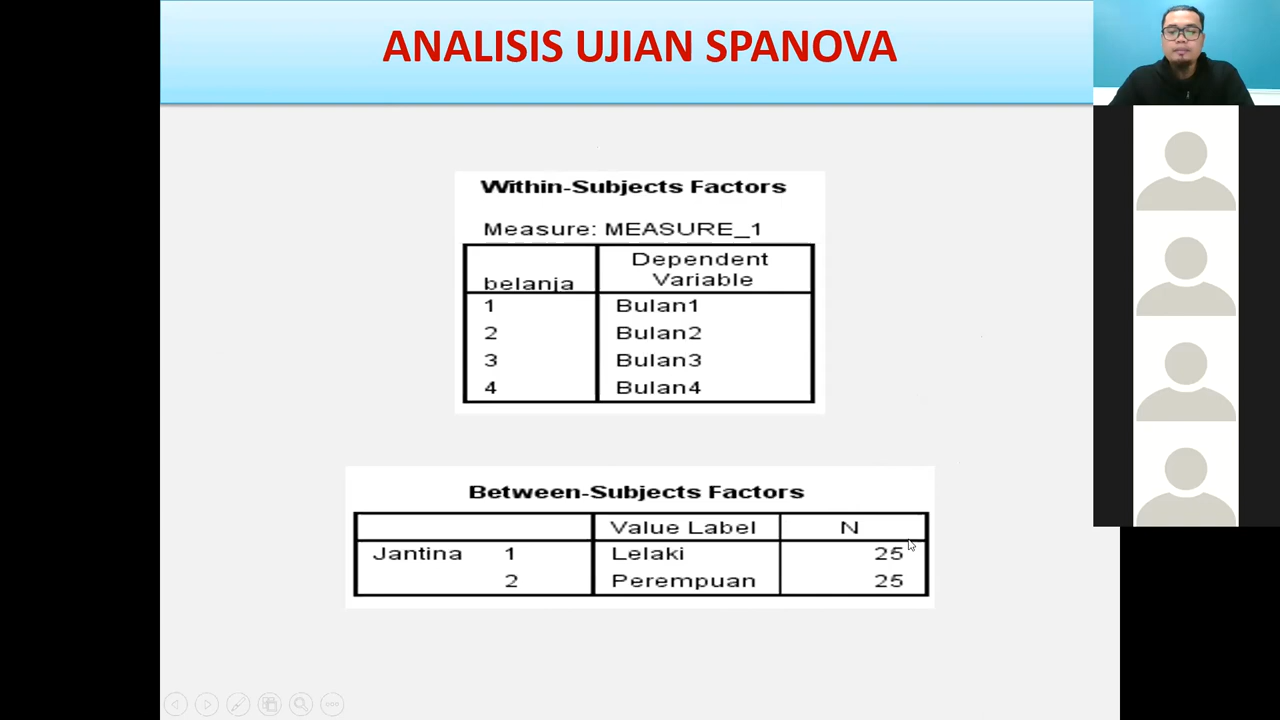 ANALISIS UJIAN SPANOVA
Within-Subjects Factors
Measure: MEASURE_1
belanja Dependent Variable
1 Bulan1
2 Bulan2
3 Bulan3
4 Bulan4
Between-Subjects Factors
Value Label N
Jantina 1 Lelaki 25
2 Perempuan 25